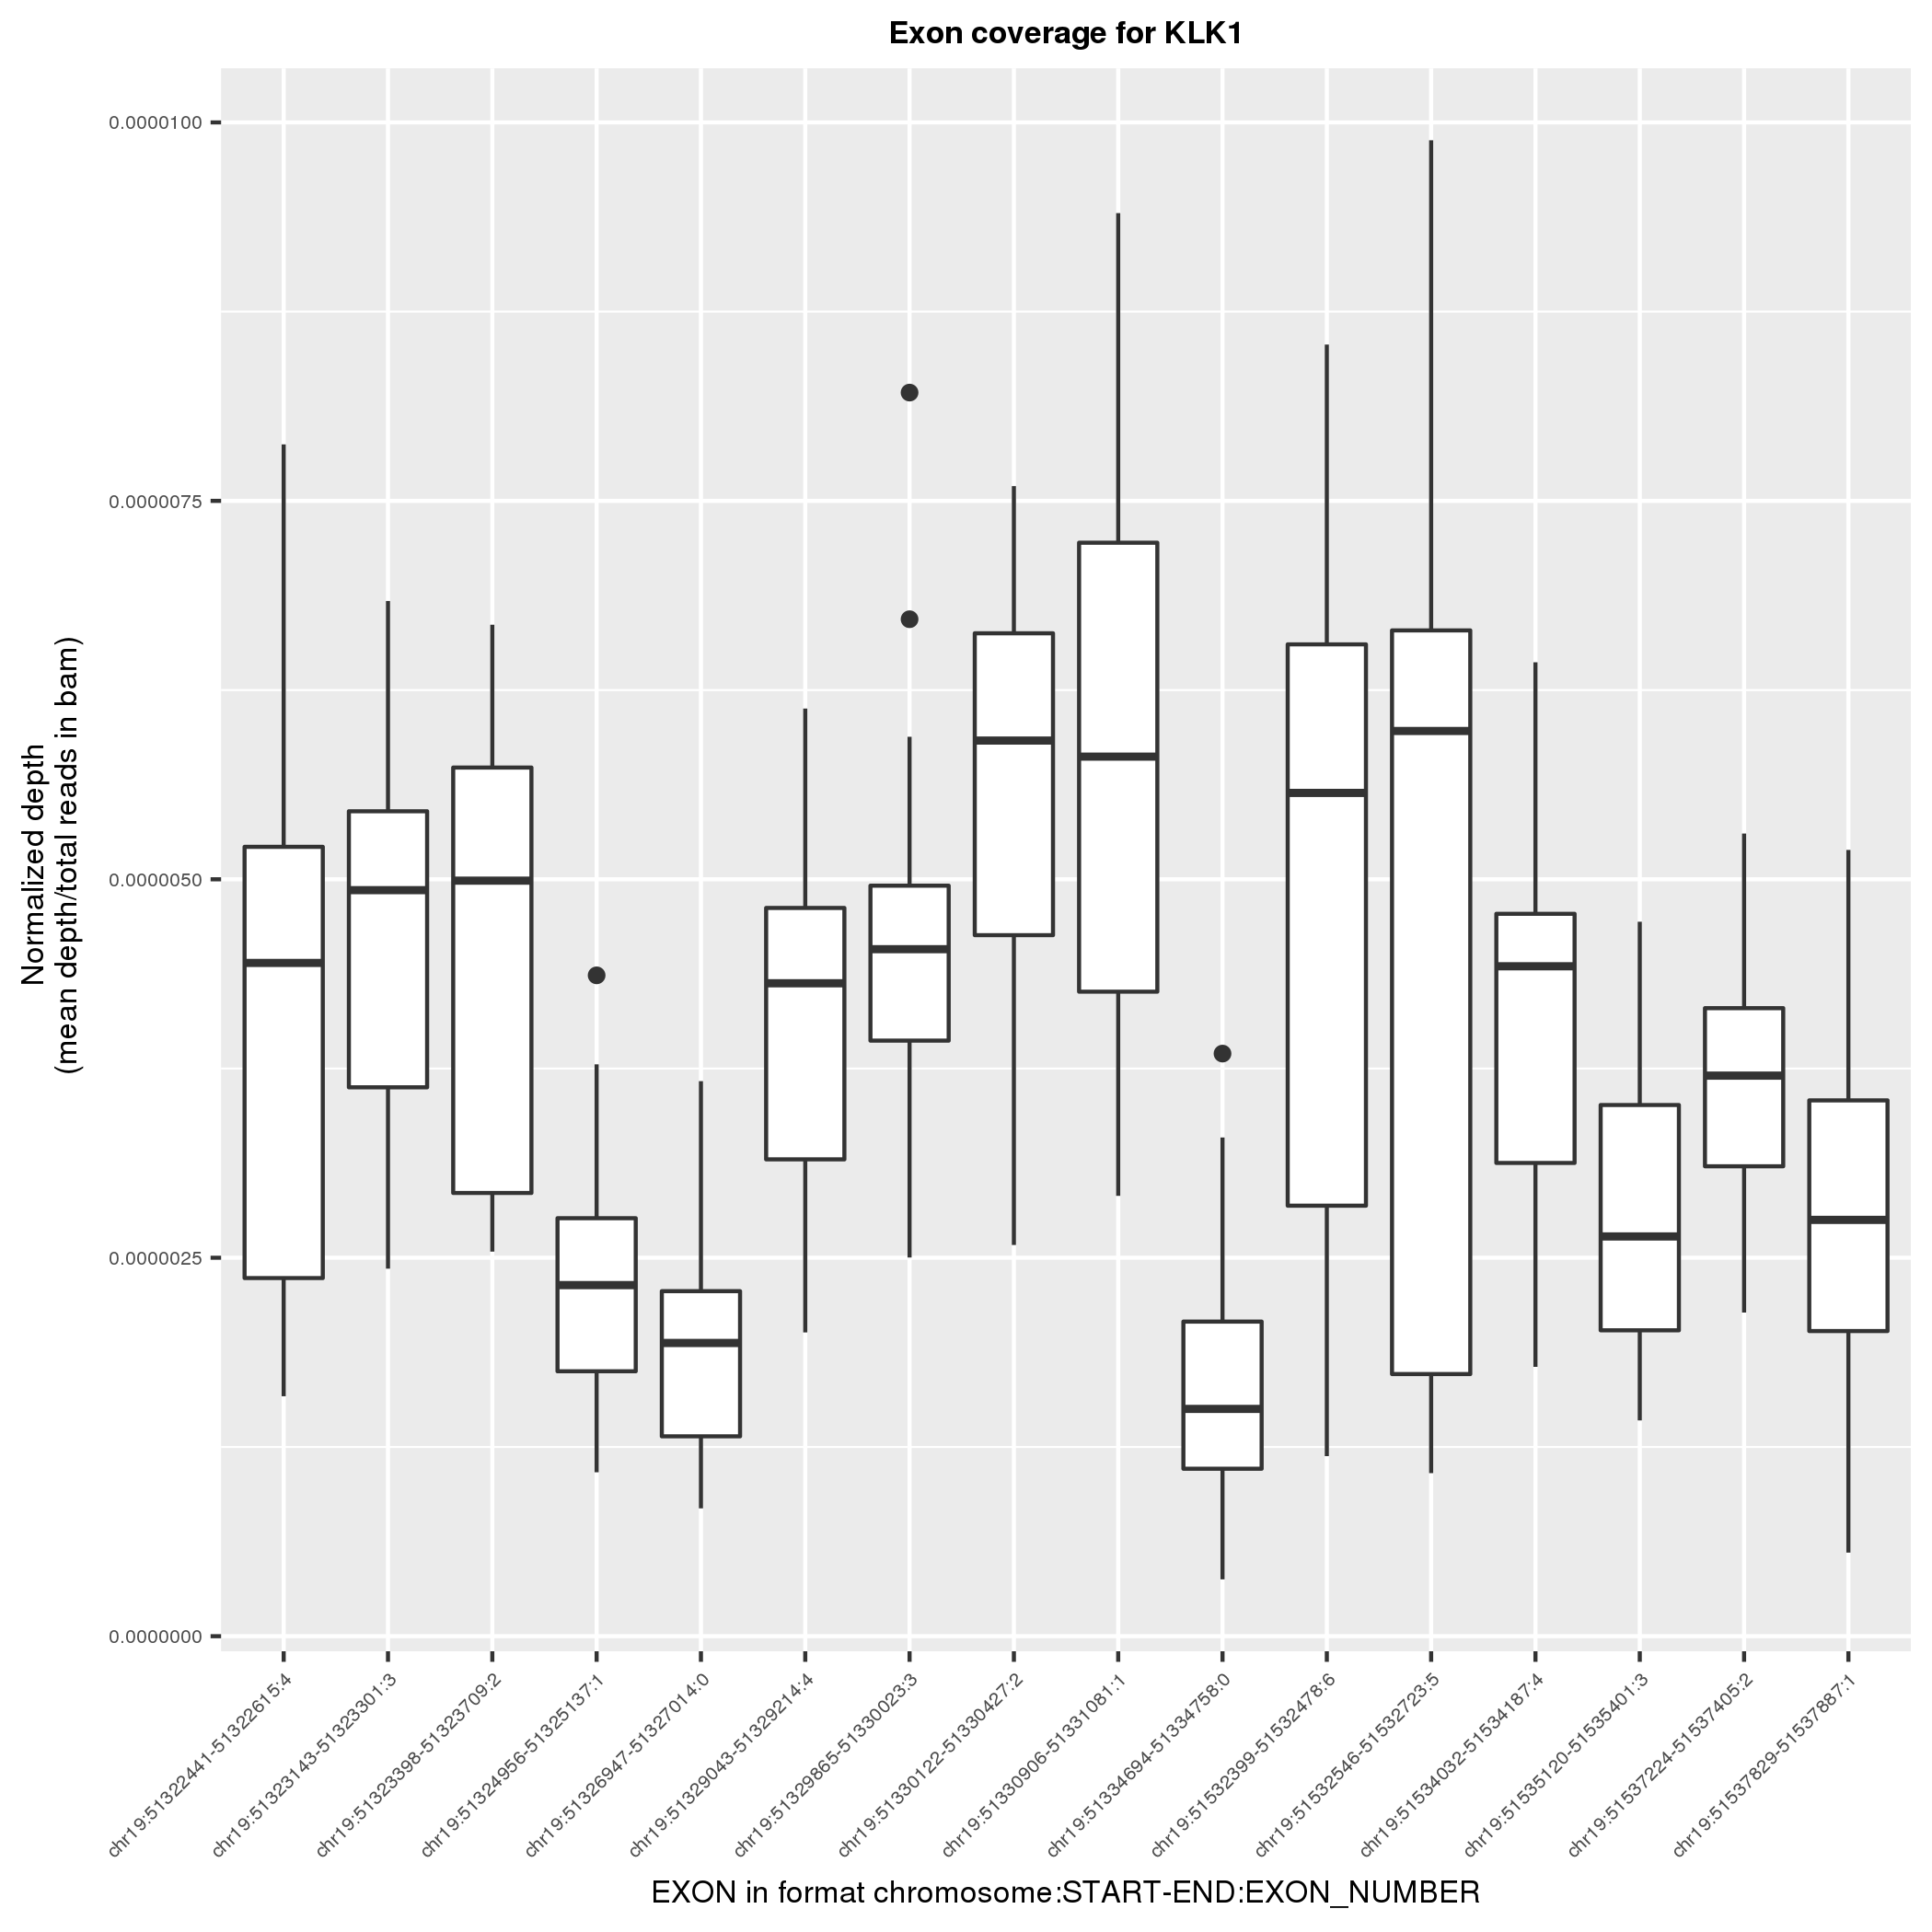 Exon coverage for KLK1
0.0000100
0.0000075
0.0000050
0.0000025
0.0000000
Normalized depth
(mean depth/total reads in bam)
chr19:51322241-51322615:4
chr19:51323143-51323301:3
chr19:51323398-51323709:2
chr19:51324956-51325137:1
chr19:51326947-51327014:0
chr19:51329043-51329214:4
chr19:51329865-51330023:3
chr19:51330122-51330427:2
chr19:51330906-51331081:1
chr19:51334694-51334758:0
chr19:51532399-51532478:6
chr19:51532546-51532723:5
chr19:51534032-51534187:4
chr19:51535120-51535401:3
chr19:51537224-51537405:2
chr19:51537829-51537887:1
EXON in format chromosome:START-END:EXON_NUMBER